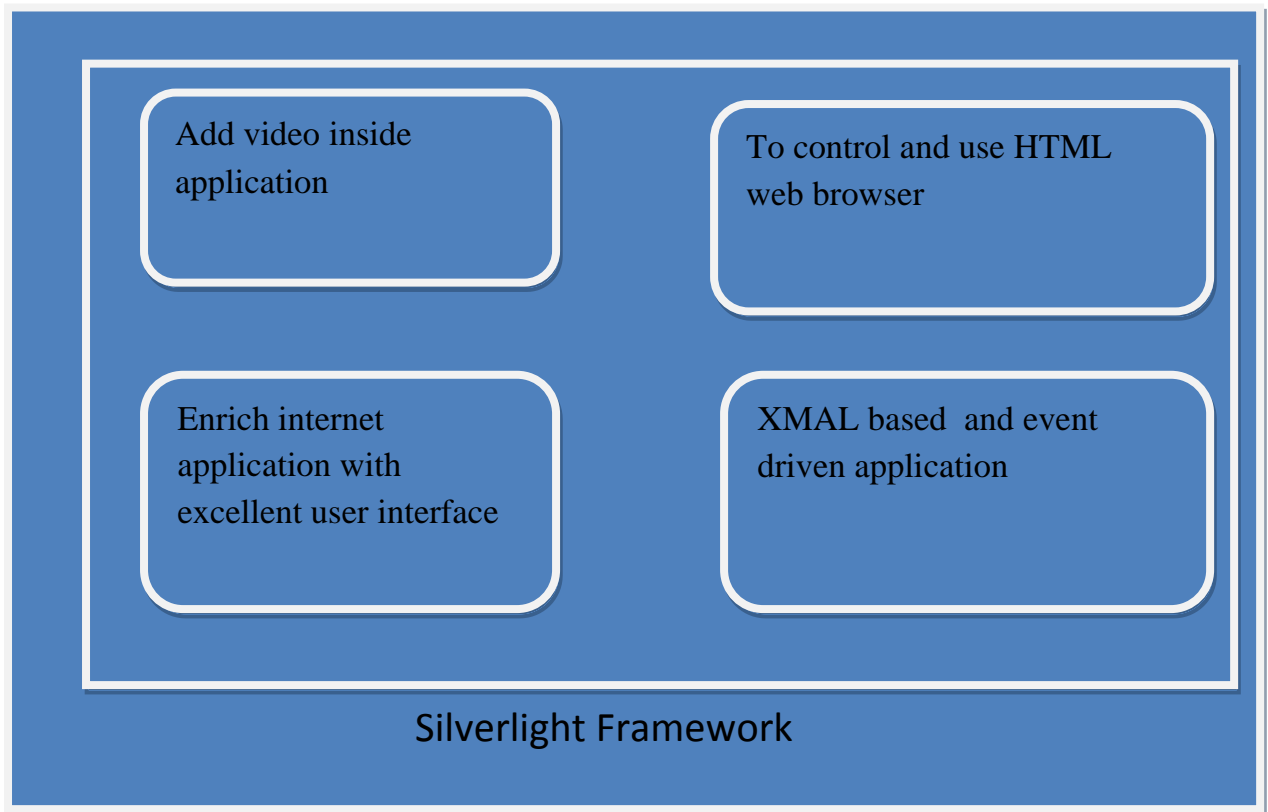 Add video inside
application
To control and use HTML
web browser
Enrich internet
application with
excellent user interface
XMAL based  and event
driven application
Silverlight Framework